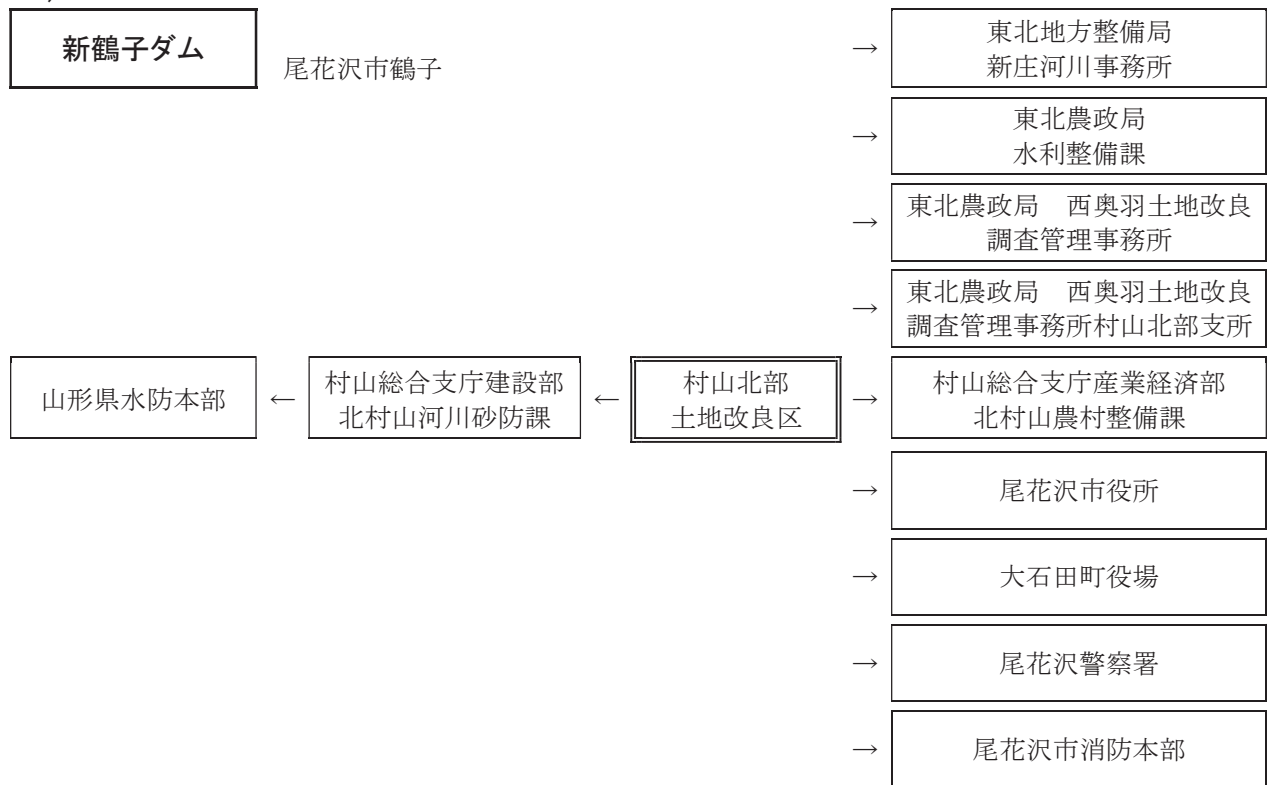 新鶴子ダム
尾花沢市鶴子
→
東北地方整備局
新庄河川事務所
→
東北農政局
水利整備課
→
東北農政局　西奥羽土地改良
調査管理事務所
→
東北農政局　西奥羽土地改良
調査管理事務所村山北部支所
山形県水防本部
←
村山総合支庁建設部
北村山河川砂防課
←
村山北部
土地改良区
→
村山総合支庁産業経済部
北村山農村整備課
→
尾花沢市役所
→
大石田町役場
→
尾花沢警察署
→
尾花沢市消防本部